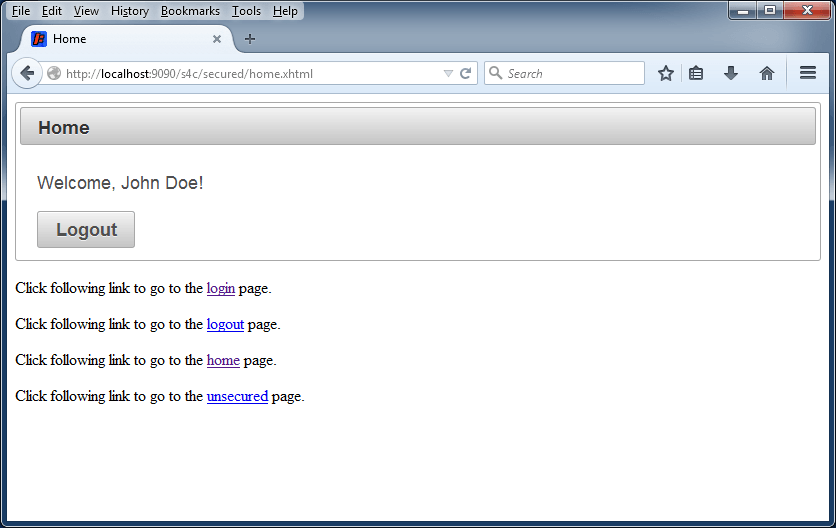 File Edit View History Bookmarks Tools Help
Home
http://localhost:9090/s4c/secured/home.xhtml Search
Home
Welcome, John Doe!
Logout
Click following link to go to the login page.
Click following link to go to the logout page.
Click following link to go to the home page.
Click following link to go to the unsecured page.